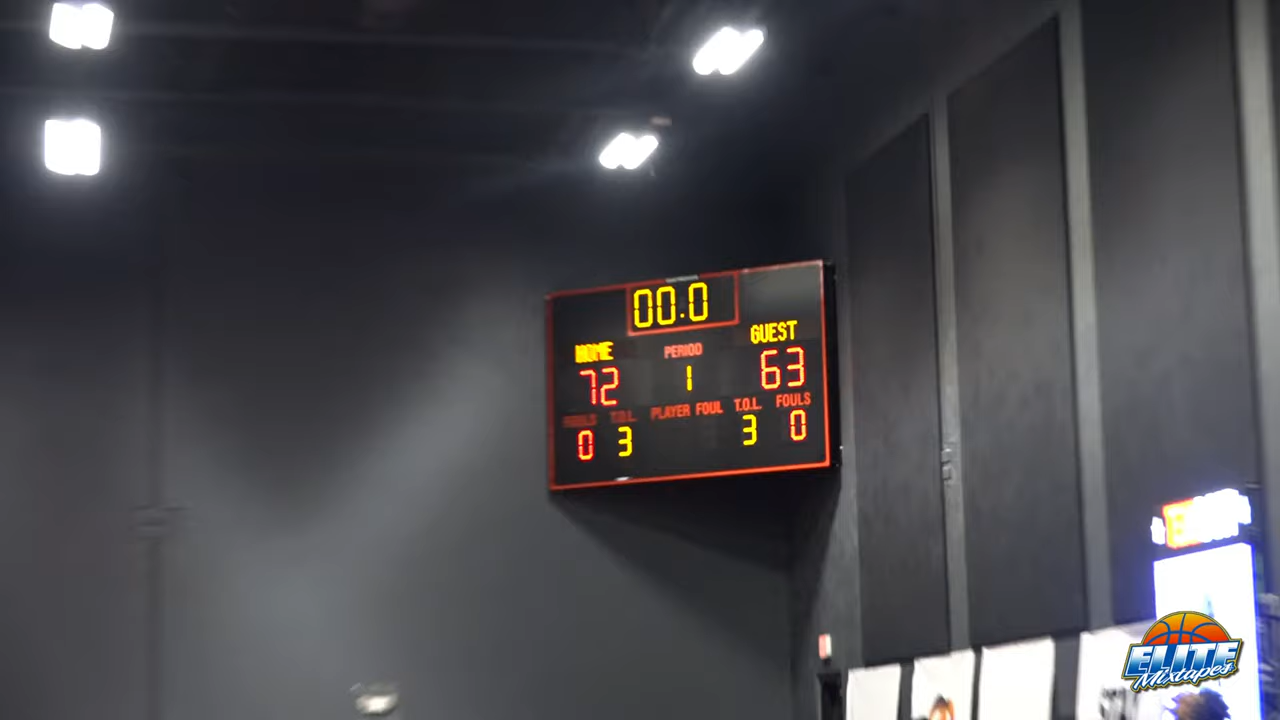 00.0
HOME
PERIOD
GUEST
72
1
63
FOULS T.O.L. PLAYER FOUL T.O.L. FOULS
0 3 3 0
ELITE
Mixtapes